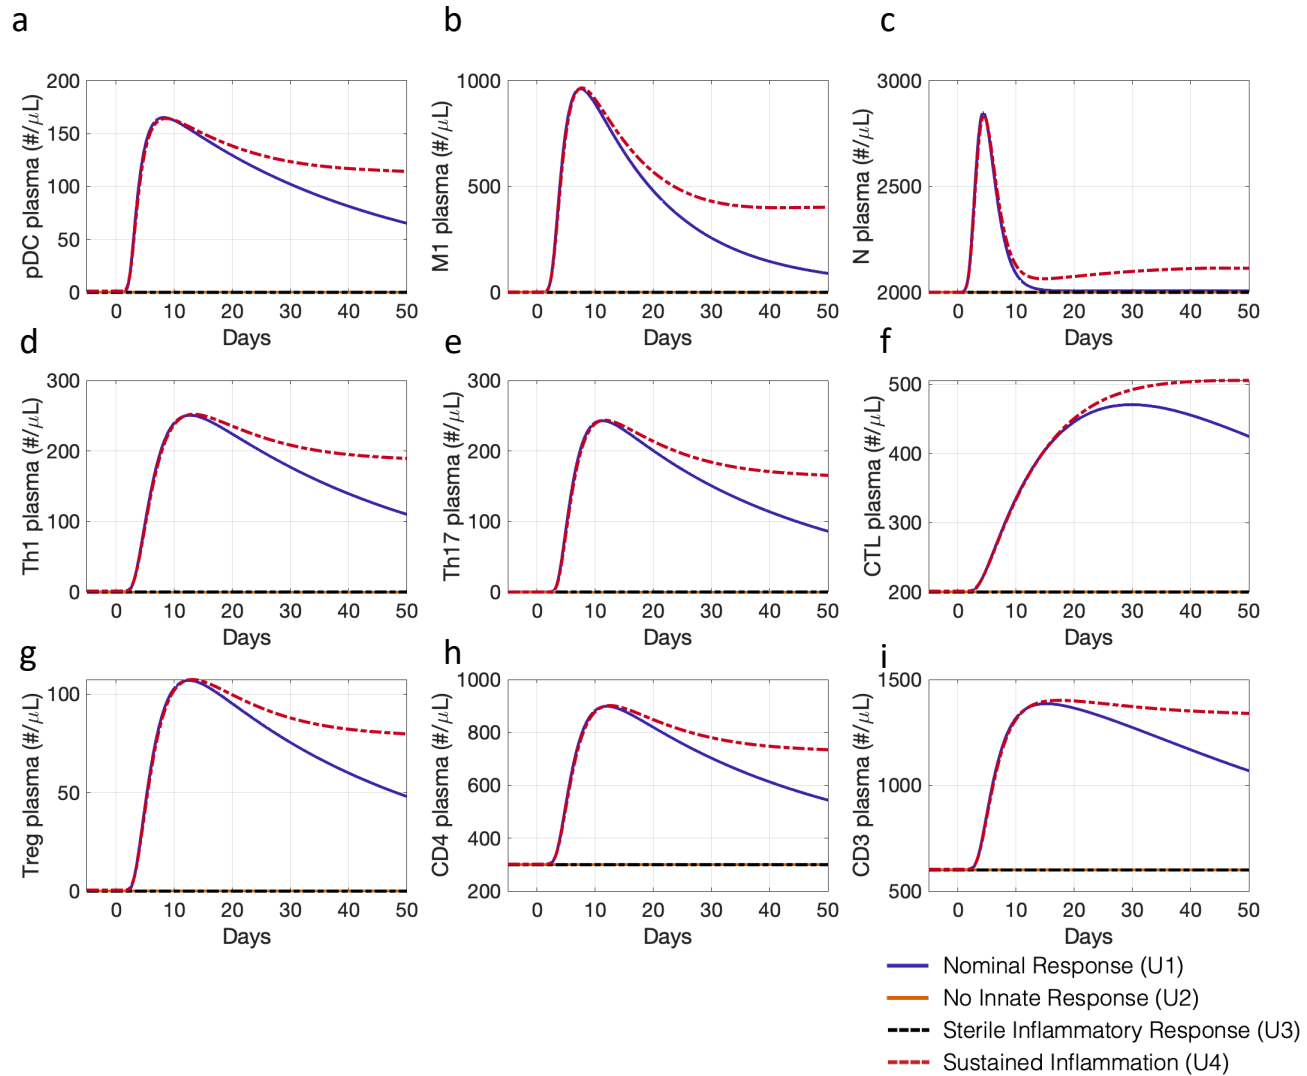 a
b
c
200
150
100
50
0
pDC plasma (#/μL)
0 10 20 30 40 50
Days
1000
500
0
M1 plasma (#/μL)
0 10 20 30 40 50
Days
3000
2500
2000
N plasma (#/μL)
0 10 20 30 40 50
Days
d
e
f
300
200
100
0
Th1 plasma (#/μL)
0 10 20 30 40 50
Days
300
200
100
0
Th17 plasma (#/μL)
0 10 20 30 40 50
Days
500
400
300
200
CTL plasma (#/μL)
0 10 20 30 40 50
Days
g
h
i
100
50
0
Treg plasma (#/μL)
0 10 20 30 40 50
Days
1000
800
600
400
200
CD4 plasma (#/μL)
0 10 20 30 40 50
Days
1500
1000
500
CD3 plasma (#/μL)
0 10 20 30 40 50
Days
Nominal Response (U1)
No Innate Response (U2)
Sterile Inflammatory Response (U3)
Sustained Inflammation (U4)